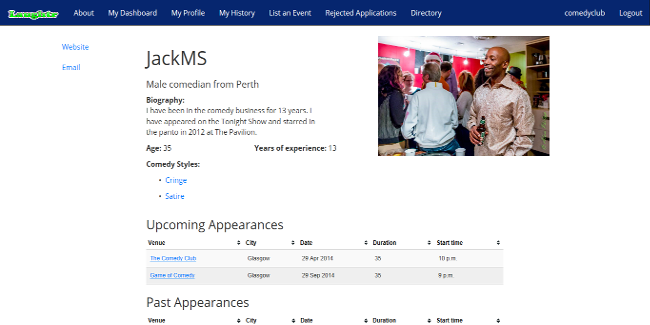 About My Dashboard My Profile My History List an Event Rejected Applications Directory comedyclub Logout
Website
Email
JackMS
Male comedian from Perth
Biography:
I have been in the comedy business for 13 years. I
have appeared on the Tonight Show and starred in
the panto in 2012 at The Pavilion.
Age: 35 Years of experience: 13
Comedy Styles:
• Cringe
• Satire
Upcoming Appearances
Venue City Date Duration Start time
The Comedy Club Glasgow 29 Apr 2014 35 10 p.m.
Game of Comedy Glasgow 29 Sep 2014 35 9 p.m.
Past Appearances
Venue City Date Duration Start time